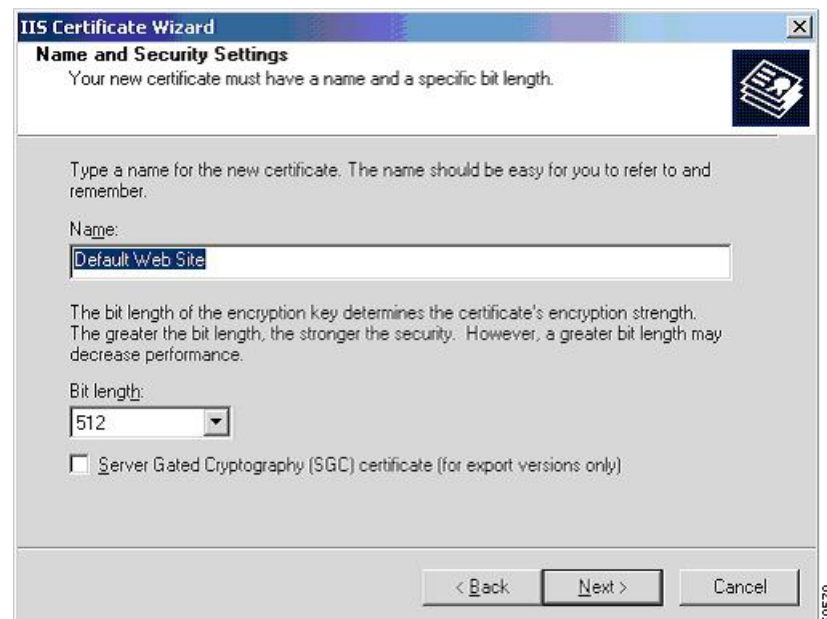 IIS Certificate Wizard
Name and Security Settings
Your new certificate must have a name and a specific bit length.
Type a name for the new certificate. The name should be easy for you to refer to and
remember.
Name:
Default Web Site
The bit length of the encryption key determines the certificate's encryption strength.
The greater the bit length, the stronger the security. However, a greater bit length may
decrease performance.
Bit length:
512
Server Gated Cryptography (SGC) certificate (for export versions only)
< Back
Next >
Cancel